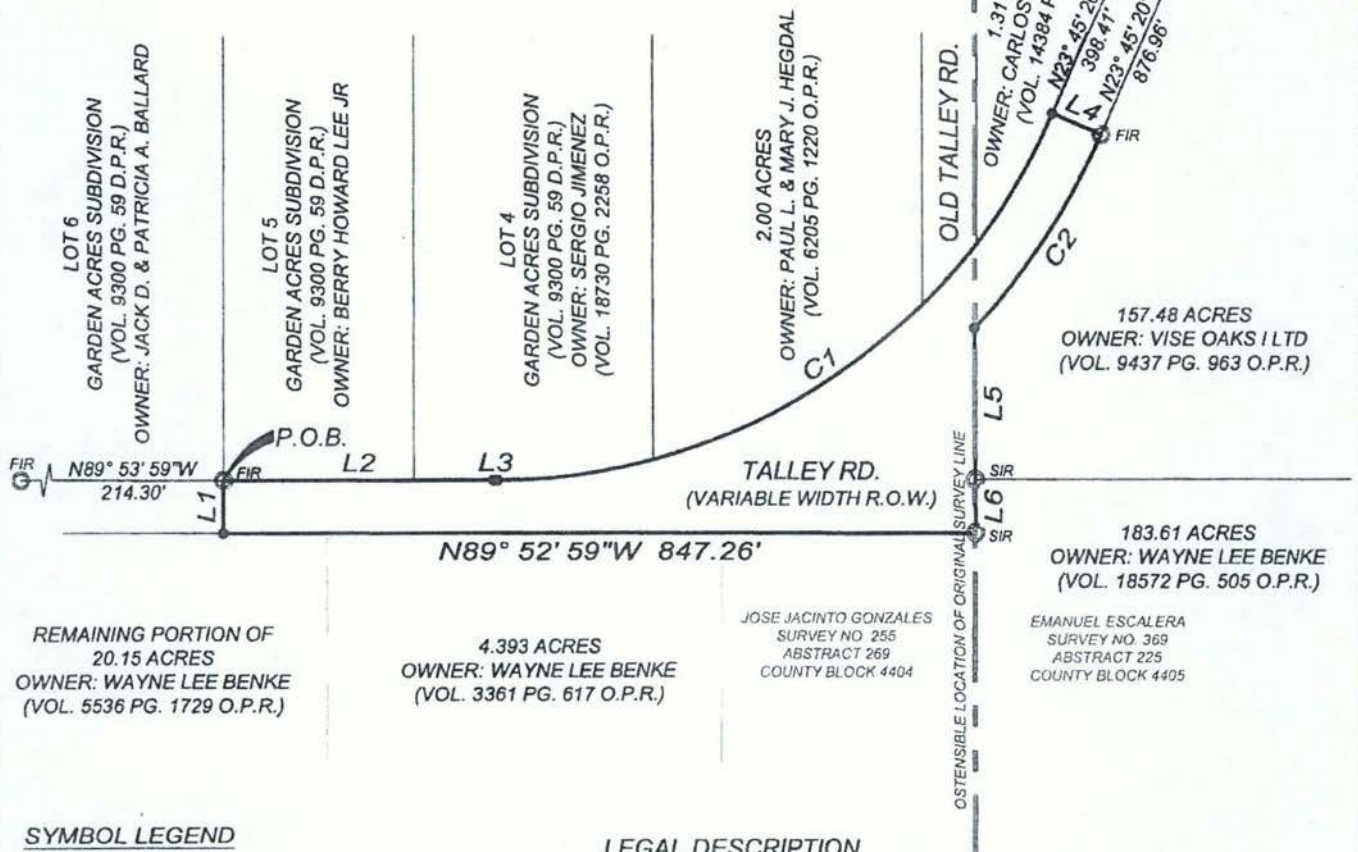 LOT 6
GARDEN ACRES SUBDIVISION
(VOL. 9300 PG. 59 D.P.R.)
OWNER: JACK D. & PATRICIA A. BALLARD
LOT 5
GARDEN ACRES SUBDIVISION
(VOL. 9300 PG. 59 D.P.R.)
OWNER: BERRY HOWARD LEE JR
LOT 4
GARDEN ACRES SUBDIVISION
(VOL. 9300 PG. 59 D.P.R.)
OWNER: SERGIO JIMENEZ
(VOL. 18730 PG. 2258 O.P.R.)
2.00 ACRES
OWNER: PAUL L. & MARY J. HEGDAL
(VOL. 6205 PG. 1220 O.P.R.)
OLD TALLEY RD.
1.31
OWNER: CARLOS
(VOL. 14384
N23° 45' 20"
398.41'
N23° 45' 20"
876.96'
L4
FIR
C2
C1
157.48 ACRES
OWNER: VISE OAKS I LTD
(VOL. 9437 PG. 963 O.P.R.)
L5
P.O.B.
FIR
N89° 53' 59"W
214.30'
FIR
L1
L2
L3
TALLEY RD.
(VARIABLE WIDTH R.O.W.)
SIR
L6
SIR
N89° 52' 59"W 847.26'
183.61 ACRES
OWNER: WAYNE LEE BENKE
(VOL. 18572 PG. 505 O.P.R.)
REMAINING PORTION OF
20.15 ACRES
OWNER: WAYNE LEE BENKE
(VOL. 5536 PG. 1729 O.P.R.)
4.393 ACRES
OWNER: WAYNE LEE BENKE
(VOL. 3361 PG. 617 O.P.R.)
JOSE JACINTO GONZALES
SURVEY NO 255
ABSTRACT 269
COUNTY BLOCK 4404
OSTENSIBLE LOCATION OF ORIGINAL SURVEY LINE
EMANUEL ESCALERA
SURVEY NO. 369
ABSTRACT 225
COUNTY BLOCK 4405
SYMBOL LEGEND
LEGAL DESCRIPTION